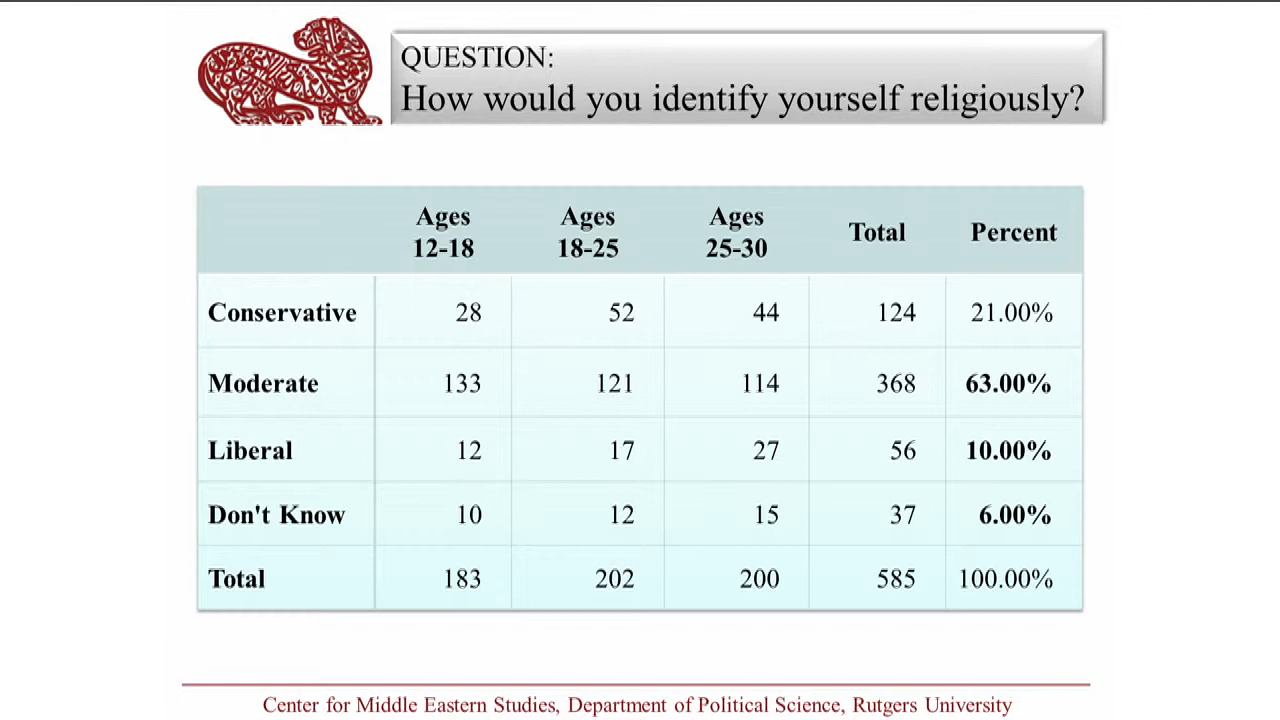 QUESTION:
How would you identify yourself religiously?
Ages 12-18 Ages 18-25 Ages 25-30 Total Percent
Conservative 28 52 44 124 21.00%
Moderate 133 121 114 368 63.00%
Liberal 12 17 27 56 10.00%
Don't Know 10 12 15 37 6.00%
Total 183 202 200 585 100.00%
Center for Middle Eastern Studies, Department of Political Science, Rutgers University